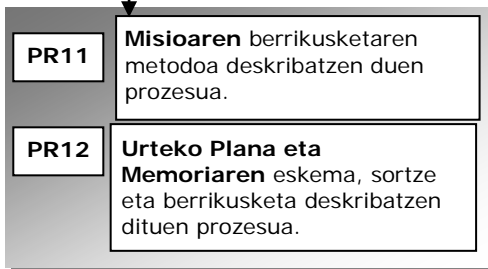 PR11
Misioaren berrikusketaren
metodoa deskribatzen duen
prozesua.
PR12
Urteko Plana eta
Memoriaren eskema, sortze
eta berrikusketa deskribatzen
dituen prozesua.